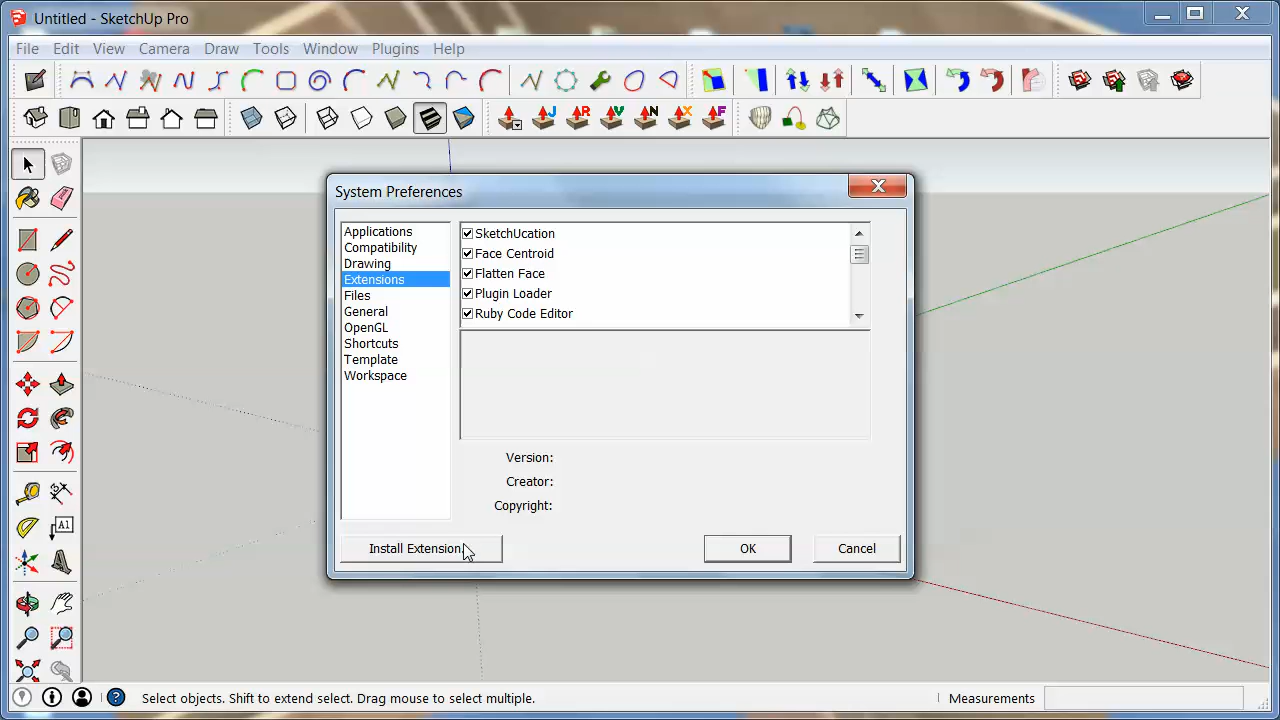 Untitled - SketchUp Pro
File Edit View Camera Draw Tools Window Plugins Help
J R V N X F
System Preferences
Applications
Compatibility
Drawing
Extensions
Files
General
OpenGL
Shortcuts
Template
Workspace
SketchUcation
Face Centroid
Flatten Face
Plugin Loader
Ruby Code Editor
Version:
Creator:
Copyright:
Install Extension
OK
Cancel
A1
Select objects. Shift to extend select. Drag mouse to select multiple.
Measurements